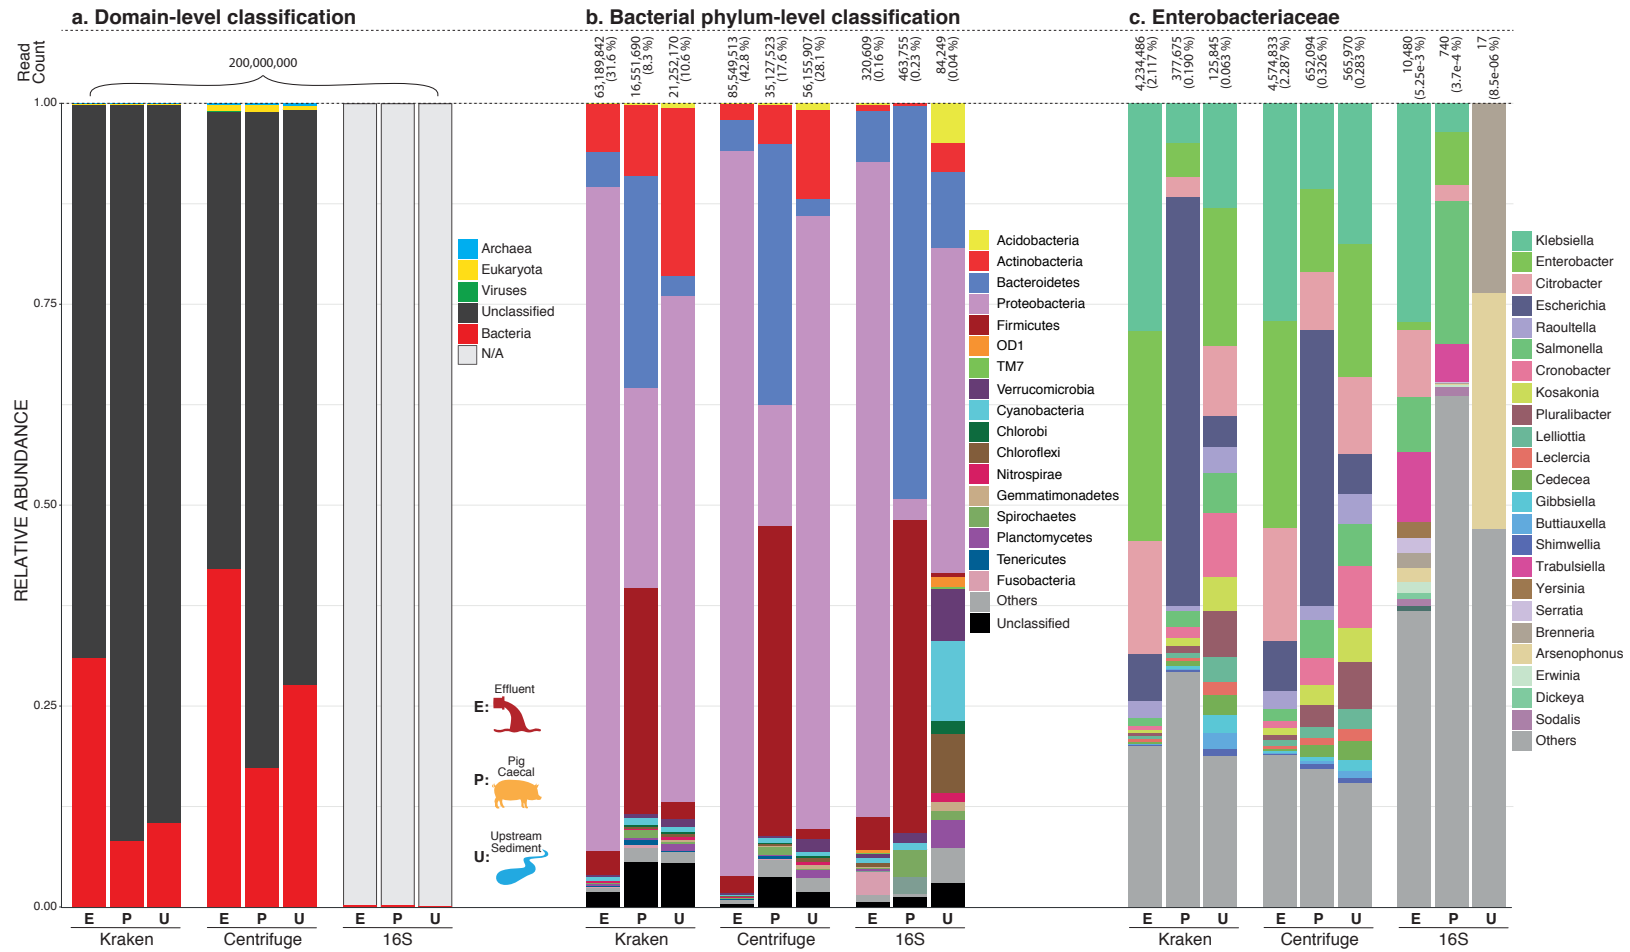 a. Domain-level classification
b. Bacterial phylum-level classification
c. Enterobacteriaceae
Read
Count
200,000,000
63,189,842
(31.6 %)
16,551,690
(8.3 %)
21,252,170
(10.6 %)
85,549,513
(42.8 %)
35,127,523
(17.6 %)
56,155,907
(28.1 %)
320,609
(0.16 %)
463,755
(0.23 %)
84,249
(0.04 %)
4,234,486
(2.117 %)
377,675
(0.190 %)
125,845
(0.063 %)
4,574,833
(2.287 %)
652,094
(0.326 %)
565,970
(0.283 %)
10,480
(5.25e-3 %)
740
(3.7e-4 %)
17
(8.5e-06 %)
RELATIVE ABUNDANCE
1.00
0.75
0.50
0.25
0.00
Archaea
Eukaryota
Viruses
Unclassified
Bacteria
N/A
Effluent
E:
Pig
Caecal
P:
Upstream
Sediment
U:
Acidobacteria
Actinobacteria
Bacteroidetes
Proteobacteria
Firmicutes
OD1
TM7
Verrucomicrobia
Cyanobacteria
Chlorobi
Chloroflexi
Nitrospirae
Gemmatimonadetes
Spirochaetes
Planctomycetes
Tenericutes
Fusobacteria
Others
Unclassified
Klebsiella
Enterobacter
Citrobacter
Escherichia
Raoultella
Salmonella
Cronobacter
Kosakonia
Pluralibacter
Lelliottia
Leclercia
Cedecea
Gibbsiella
Buttiauxella
Shimwellia
Trabulsiella
Yersinia
Serratia
Brenneria
Arsenophonus
Erwinia
Dickeya
Sodalis
Others
E P U E P U E P U
Kraken Centrifuge 16S
E P U E P U E P U
Kraken Centrifuge 16S
E P U E P U E P U
Kraken Centrifuge 16S